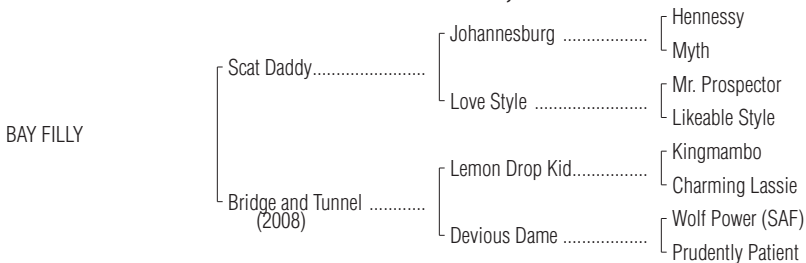 Hennessy
Johannesburg ..................
Myth
Scat Daddy........................
Mr. Prospector
Love Style ........................
Likeable Style
BAY FILLY
Kingmambo
Lemon Drop Kid................
Charming Lassie
Bridge and Tunnel ............
(2008)
Wolf Power (SAF)
Devious Dame ..................
Prudently Patient